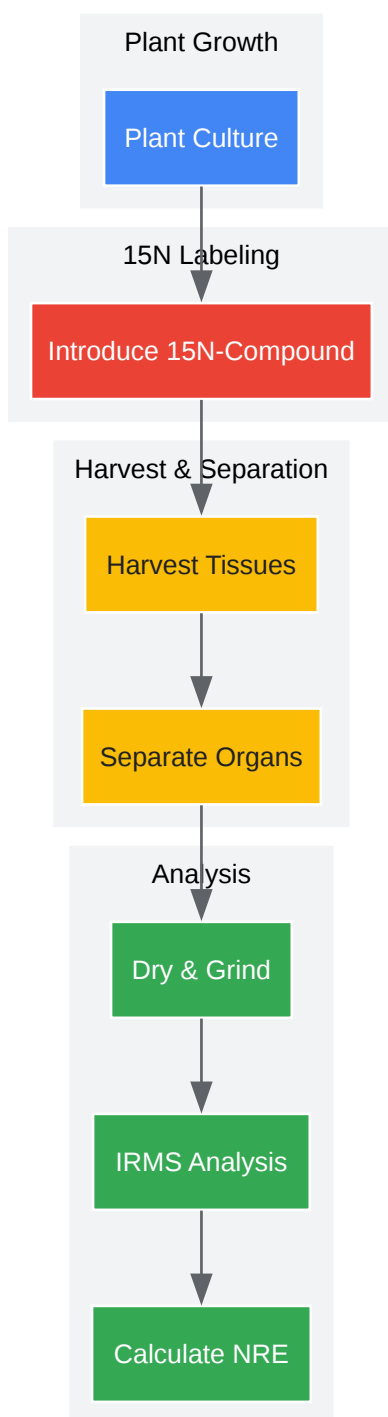 Plant Growth
Plant Culture
15N Labeling
Introduce 15N-Compound
Harvest & Separation
Harvest Tissues
Separate Organs
Analysis
Dry & Grind
IRMS Analysis
Calculate NRE